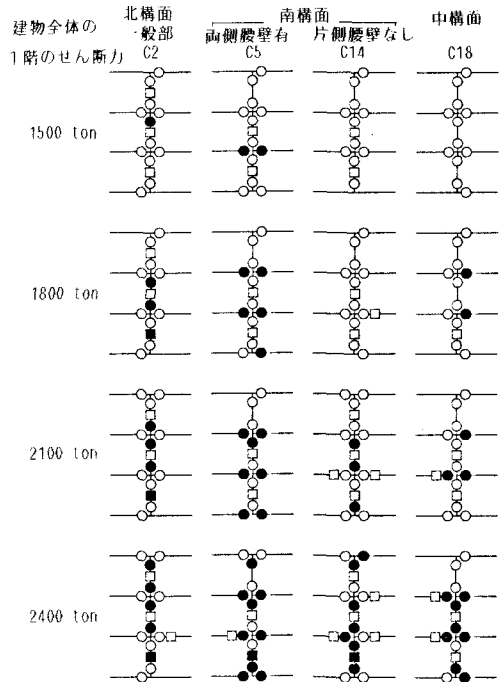 建物全体の
1階のせん断力
北構面
一般部
C2
南構面
両側腰壁有
C5
片側腰壁なし
C14
中構面
C18
1500 ton
1800 ton
2100 ton
2400 ton